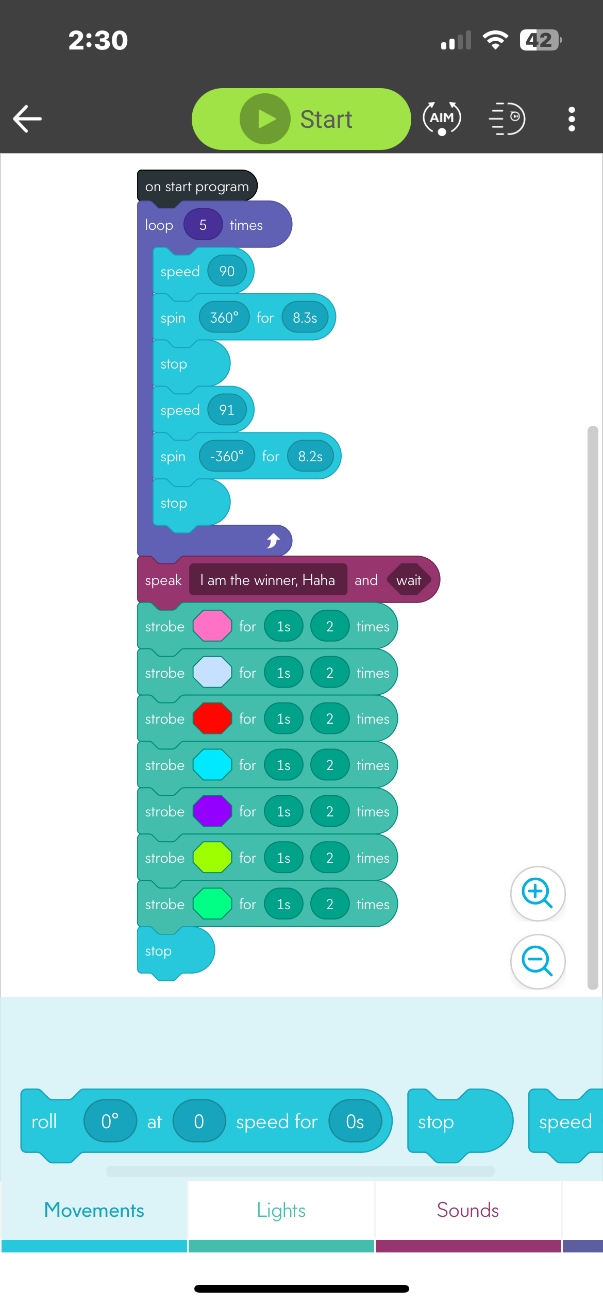 2:30
42
Start
AIM
on start program
loop 5 times
speed 90
spin 360° for 8.3s
stop
speed 91
spin -360° for 8.2s
stop
speak I am the winner, Haha and wait
strobe for 1s 2 times
strobe for 1s 2 times
strobe for 1s 2 times
strobe for 1s 2 times
strobe for 1s 2 times
strobe for 1s 2 times
strobe for 1s 2 times
stop
roll 0° at 0 speed for 0s stop speed
Movements Lights Sounds